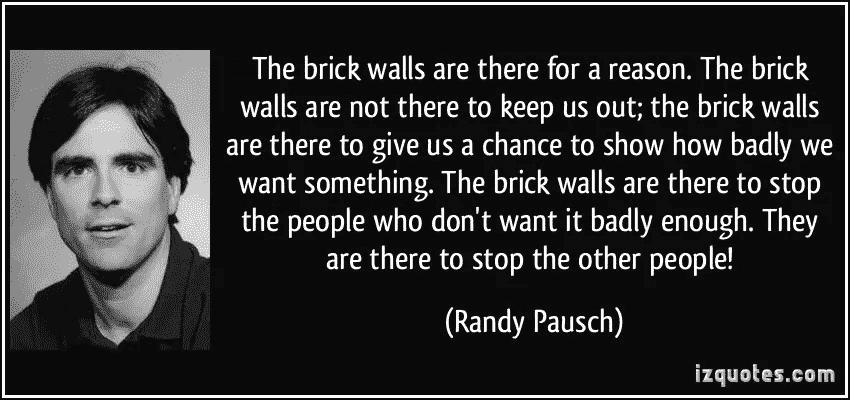 The brick walls are there for a reason. The brick
walls are not there to keep us out; the brick walls
are there to give us a chance to show how badly we
want something. The brick walls are there to stop
the people who don't want it badly enough. They
are there to stop the other people!
(Randy Pausch)
izquotes.com